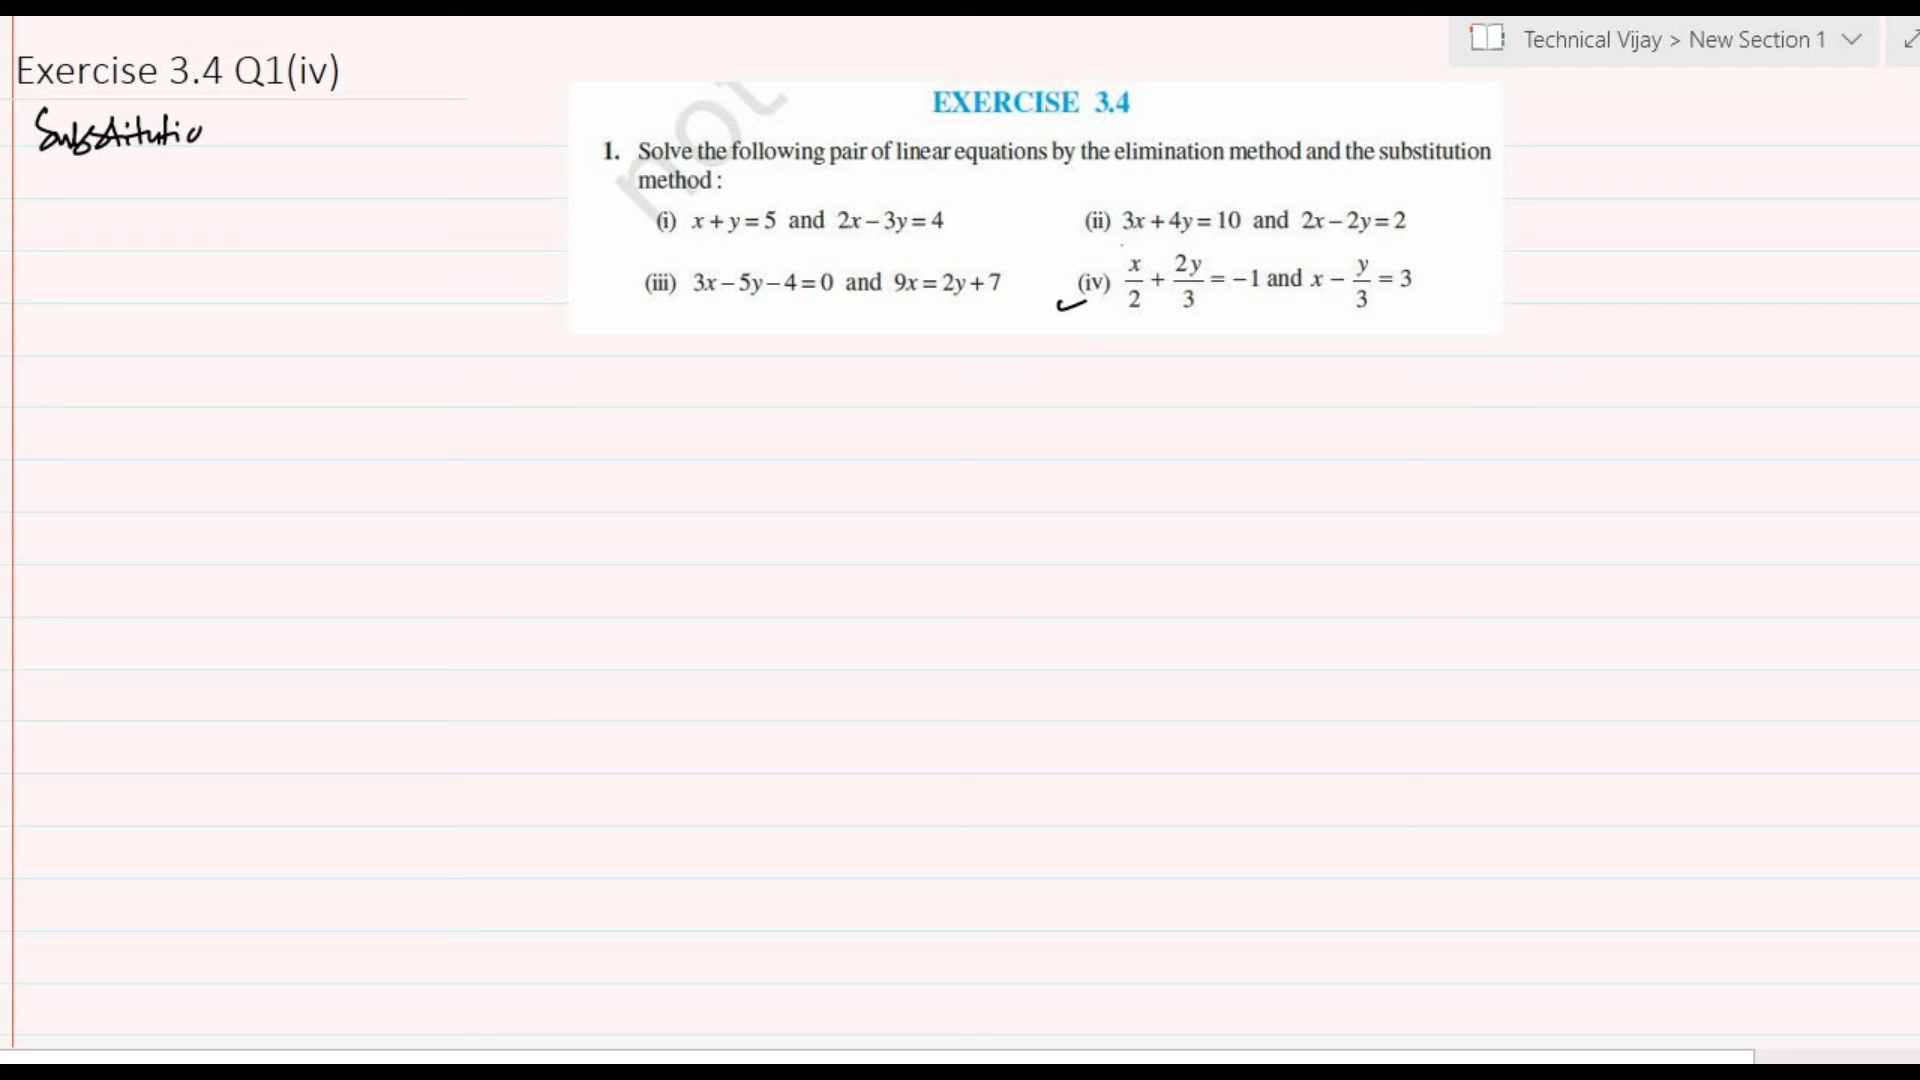 Technical Vijay > New Section 1
Exercise 3.4 Q1(iv)
Substitutio
not
EXERCISE 3.4
1. Solve the following pair of linear equations by the elimination method and the substitution
method :
(i) x + y = 5 and 2x – 3y = 4 (ii) 3x + 4y = 10 and 2x – 2y = 2
(iii) 3x – 5y – 4 = 0 and 9x = 2y + 7 (iv) x/2 + 2y/3 = –1 and x – y/3 = 3